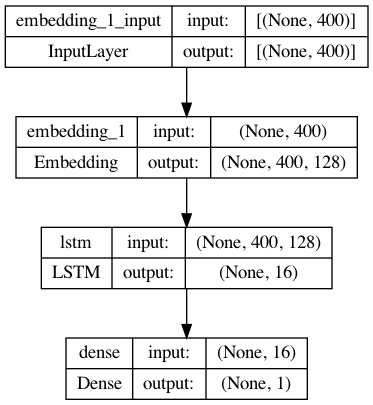 embedding_1_input input: [(None, 400)]
InputLayer output: [(None, 400)]
embedding_1 input: (None, 400)
Embedding output: (None, 400, 128)
lstm input: (None, 400, 128)
LSTM output: (None, 16)
dense input: (None, 16)
Dense output: (None, 1)